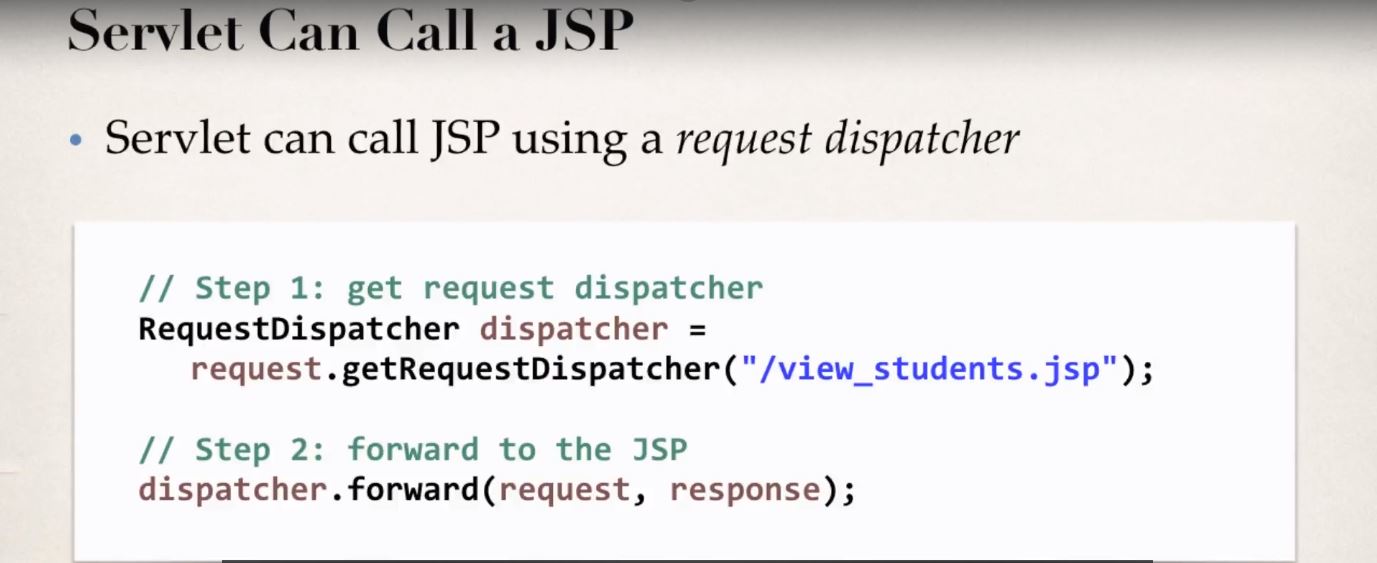 Servlet Can Call a JSP
• Servlet can call JSP using a request dispatcher
// Step 1: get request dispatcher
RequestDispatcher dispatcher =
request.getRequestDispatcher("/view_students.jsp");
// Step 2: forward to the JSP
dispatcher.forward(request, response);